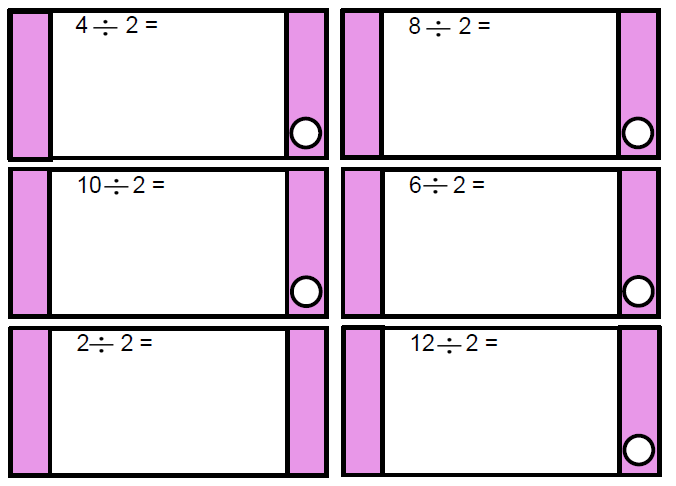 4 ÷ 2 =
8 ÷ 2 =
10 ÷ 2 =
6 ÷ 2 =
2 ÷ 2 =
12 ÷ 2 =